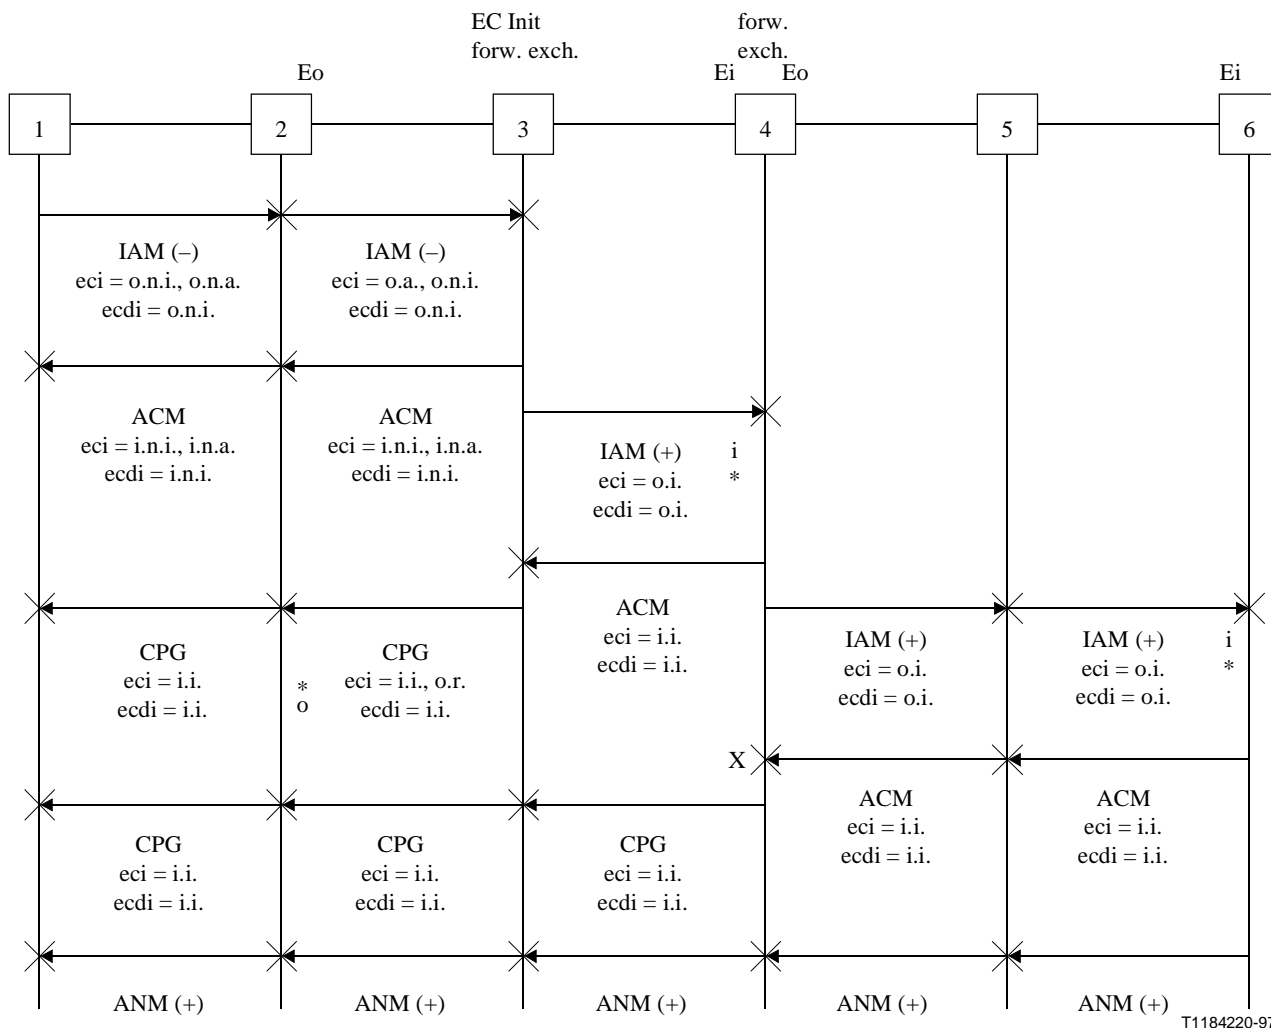 EC Init
forw. exch.
forw.
exch.
Eo
Ei
Eo
Ei
1
2
3
4
5
6
IAM (–)
eci = o.n.i., o.n.a.
ecdi = o.n.i.
IAM (–)
eci = o.a., o.n.i.
ecdi = o.n.i.
ACM
eci = i.n.i., i.n.a.
ecdi = i.n.i.
ACM
eci = i.n.i., i.n.a.
ecdi = i.n.i.
IAM (+)
eci = o.i.
ecdi = o.i.
i
*
ACM
eci = i.i.
ecdi = i.i.
CPG
eci = i.i.
ecdi = i.i.
*
o
CPG
eci = i.i., o.r.
ecdi = i.i.
IAM (+)
eci = o.i.
ecdi = o.i.
IAM (+)
eci = o.i.
ecdi = o.i.
i
*
X
ACM
eci = i.i.
ecdi = i.i.
ACM
eci = i.i.
ecdi = i.i.
CPG
eci = i.i.
ecdi = i.i.
CPG
eci = i.i.
ecdi = i.i.
CPG
eci = i.i.
ecdi = i.i.
ANM (+)
ANM (+)
ANM (+)
ANM (+)
ANM (+)
T1184220-97